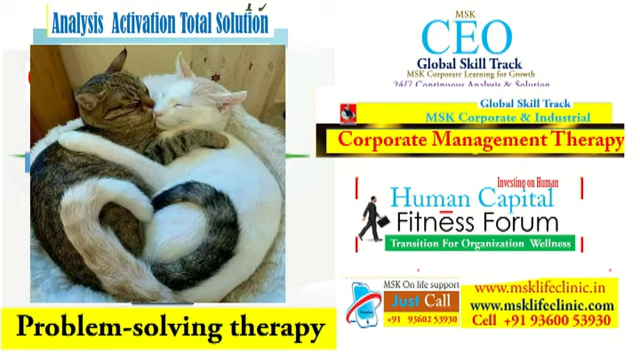 Analysis Activation Total Solution
Problem-solving therapy
MSK
CEO
Global Skill Track
MSK Corporate Learning for Growth
24/7 Continuous Analysis & Solution
Global Skill Track
MSK Corporate & Industrial
Corporate Management Therapy
Investing on Human
Human Capital
Fitness Forum
Transition For Organization Wellness
MSK On life support
Just Call
+91 93602 53930
www.msklifeclinic.in
www.msklifeclinic.com
Cell +91 93600 53930